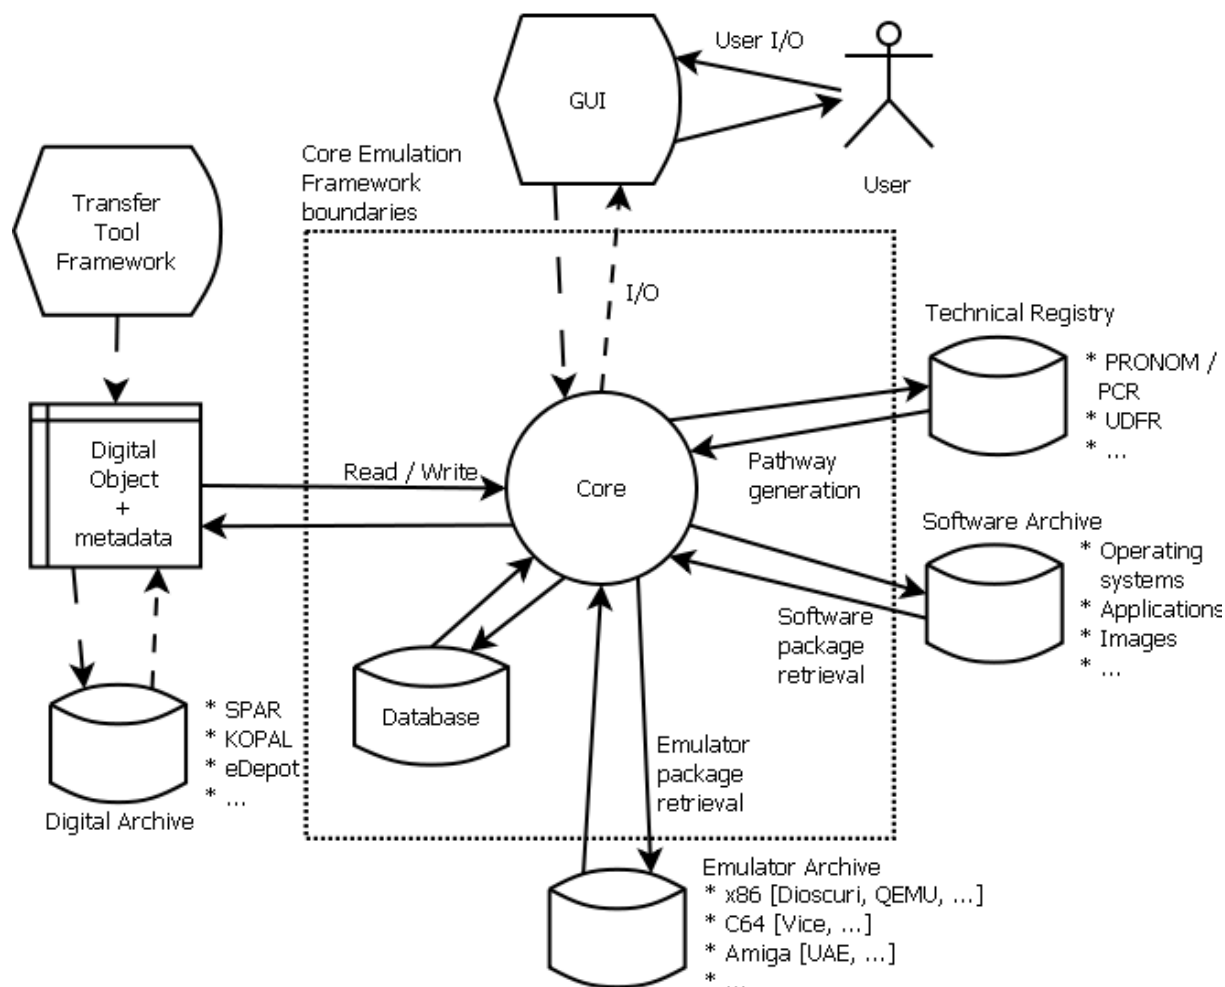 User I/O
GUI
User
Core Emulation
Framework
boundaries
Transfer
Tool
Framework
I/O
Technical Registry
* PRONOM /
PCR
* UDFR
* ...
Digital
Object
+
metadata
Read / Write
Core
Pathway
generation
Software Archive
* Operating
systems
* Applications
* Images
* ...
Software
package
retrieval
Database
* SPAR
* KOPAL
* eDepot
* ...
Digital Archive
Emulator
package
retrieval
Emulator Archive
* x86 [Dioscuri, QEMU, ...]
* C64 [Vice, ...]
* Amiga [UAE, ...]
* ...